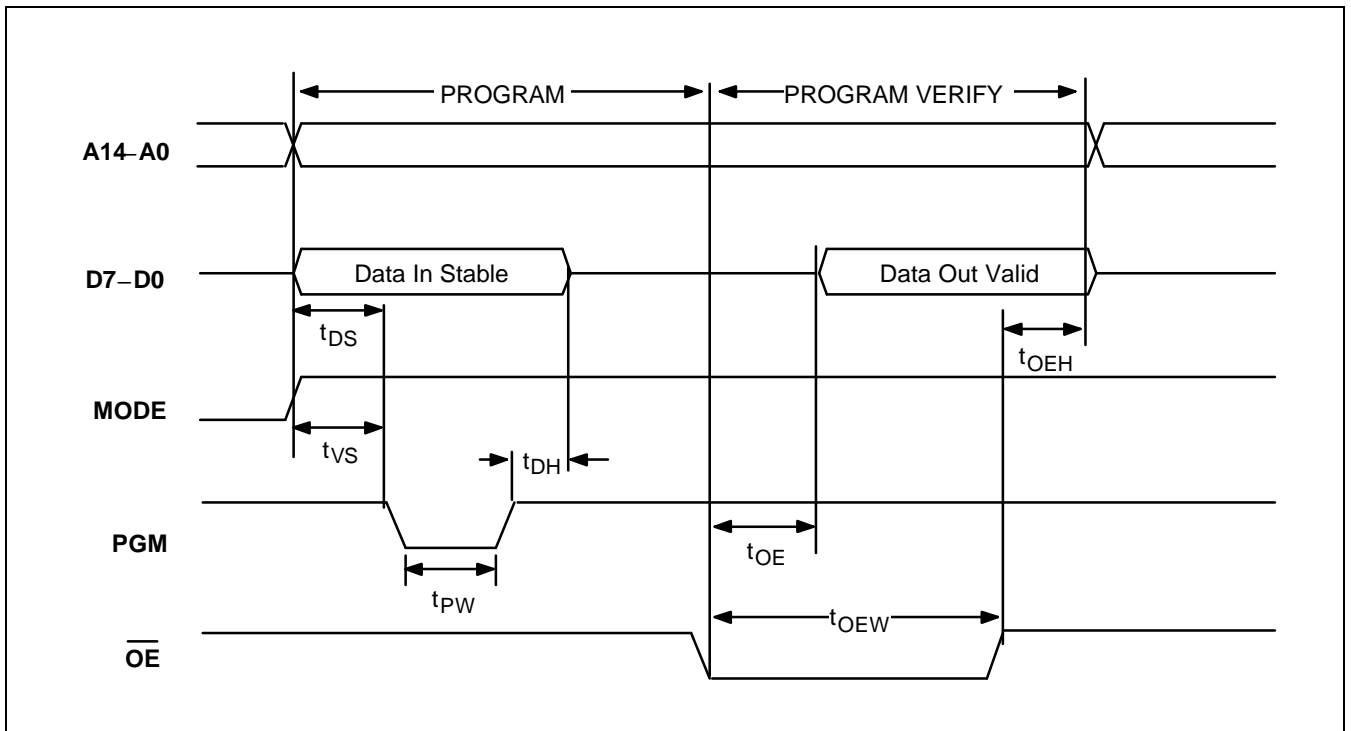 PROGRAM
PROGRAM VERIFY
A14–A0
D7–D0
Data In Stable
Data Out Valid
tDS
tOEH
MODE
tVS
tDH
PGM
tOE
tPW
tOEW
OE